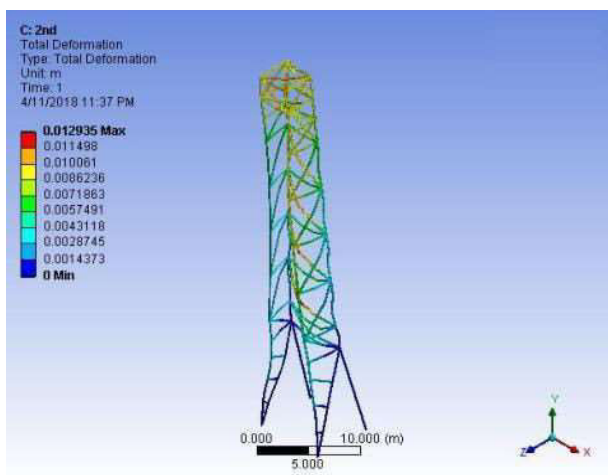 C: 2nd
Total Deformation
Type: Total Deformation
Unit: m
Time: 1
4/11/2018 11:37 PM
0.012935 Max
0.011498
0.010061
0.0086236
0.0071863
0.0057491
0.0043118
0.0028745
0.0014373
0 Min
0.000
10.000 (m)
5.000
Y
Z
X